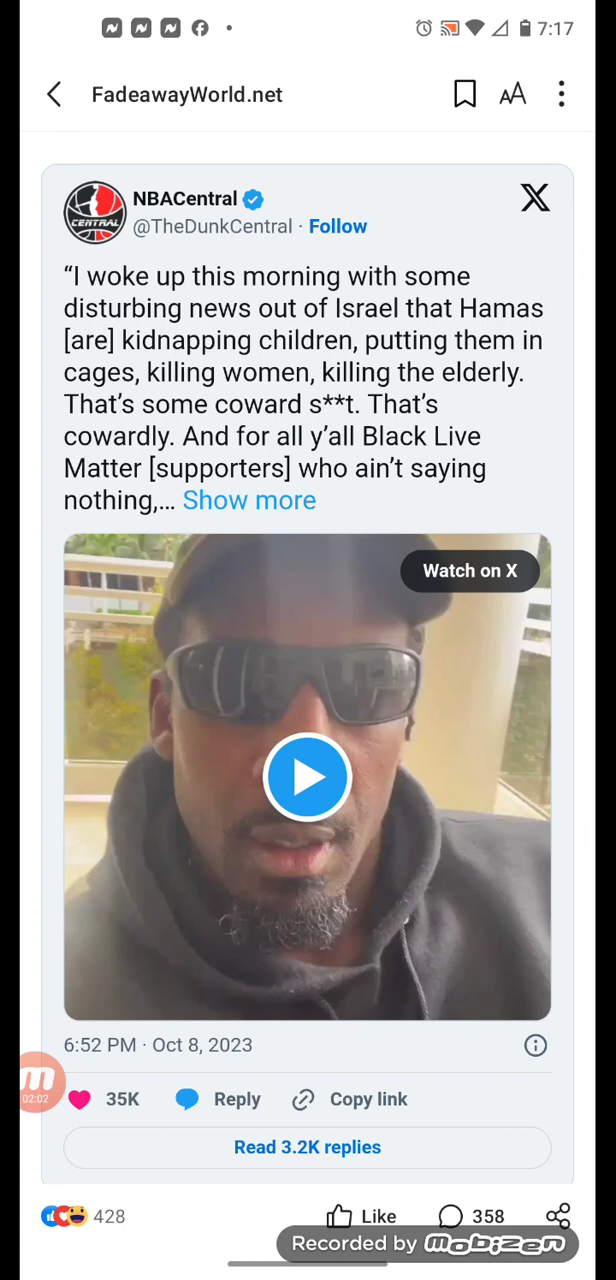 7:17
FadeawayWorld.net
AA
NBACentral
CENTRAL
@TheDunkCentral · Follow
“I woke up this morning with some
disturbing news out of Israel that Hamas
[are] kidnapping children, putting them in
cages, killing women, killing the elderly.
That’s some coward s**t. That’s
cowardly. And for all y’all Black Live
Matter [supporters] who ain’t saying
nothing,... Show more
Watch on X
6:52 PM · Oct 8, 2023
02:02
35K Reply Copy link
Read 3.2K replies
428 Like 358
Recorded by mobizen